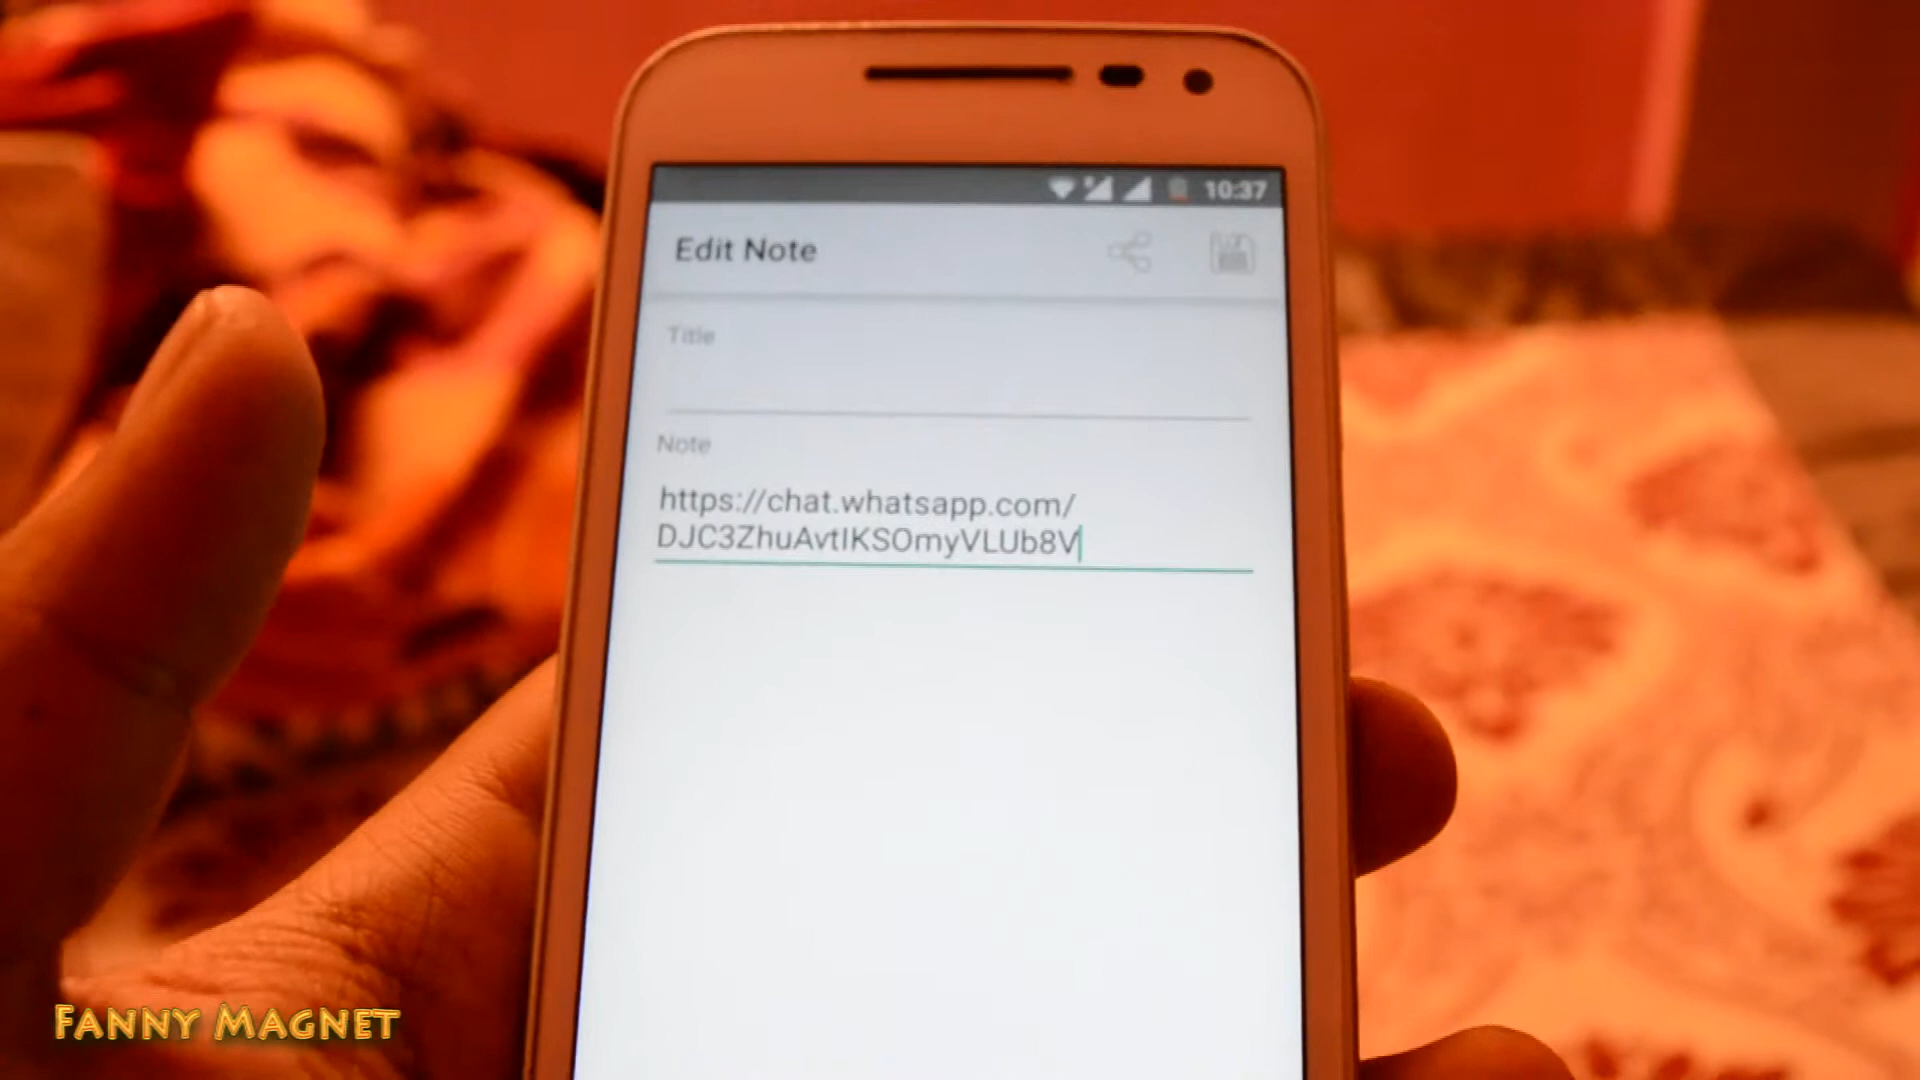 10:37
Edit Note
Title
Note
https://chat.whatsapp.com/
DJC3ZhuAvtIKSOmyVLUb8V
FANNY MAGNET